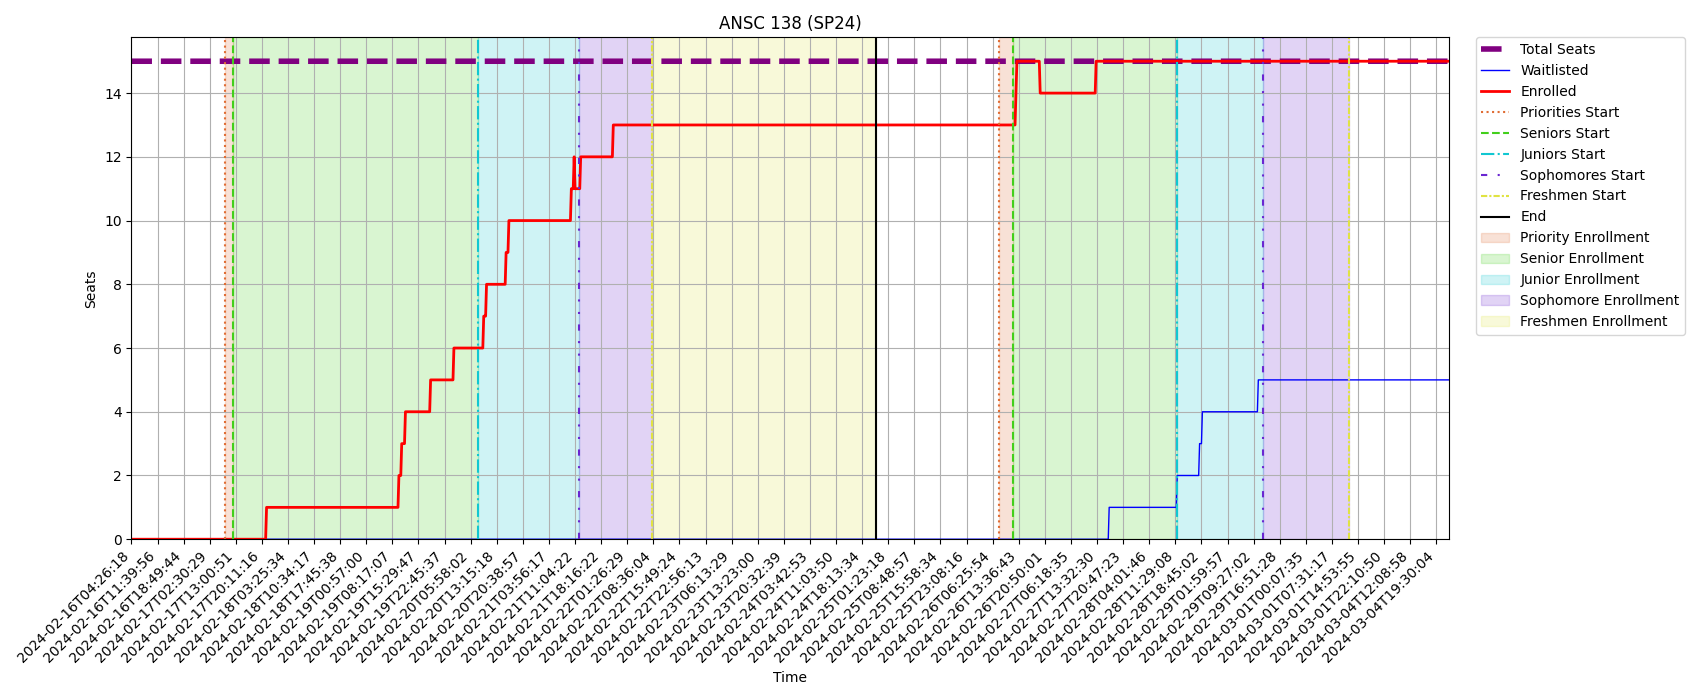 ANSC 138 (SP24)
Total Seats
Waitlisted
Enrolled
Priorities Start
Seniors Start
Juniors Start
Sophomores Start
Freshmen Start
End
Priority Enrollment
Senior Enrollment
Junior Enrollment
Sophomore Enrollment
Freshmen Enrollment
Seats
14
12
10
8
6
4
2
0
2024-02-16T04:26:18
2024-02-16T11:39:56
2024-02-16T18:49:44
2024-02-17T02:30:29
2024-02-17T13:00:51
2024-02-17T20:11:16
2024-02-18T03:25:34
2024-02-18T10:34:17
2024-02-18T17:45:38
2024-02-19T00:57:00
2024-02-19T08:17:07
2024-02-19T15:29:47
2024-02-19T22:45:37
2024-02-20T05:58:02
2024-02-20T13:15:18
2024-02-20T20:38:57
2024-02-21T03:56:17
2024-02-21T11:04:22
2024-02-21T18:16:22
2024-02-22T01:26:29
2024-02-22T08:36:04
2024-02-22T15:49:24
2024-02-22T22:56:13
2024-02-23T06:13:29
2024-02-23T13:23:00
2024-02-23T20:32:39
2024-02-24T03:42:53
2024-02-24T11:03:50
2024-02-24T18:13:34
2024-02-25T01:23:18
2024-02-25T08:48:57
2024-02-25T15:58:34
2024-02-25T23:08:16
2024-02-26T06:25:54
2024-02-26T13:36:43
2024-02-26T20:50:01
2024-02-27T06:18:35
2024-02-27T13:32:30
2024-02-27T20:47:23
2024-02-28T04:01:46
2024-02-28T11:29:08
2024-02-28T18:45:02
2024-02-29T01:59:57
2024-02-29T09:27:02
2024-02-29T16:51:28
2024-03-01T00:07:35
2024-03-01T07:31:17
2024-03-01T14:53:55
2024-03-01T22:10:50
2024-03-04T12:08:58
2024-03-04T19:30:04
Time